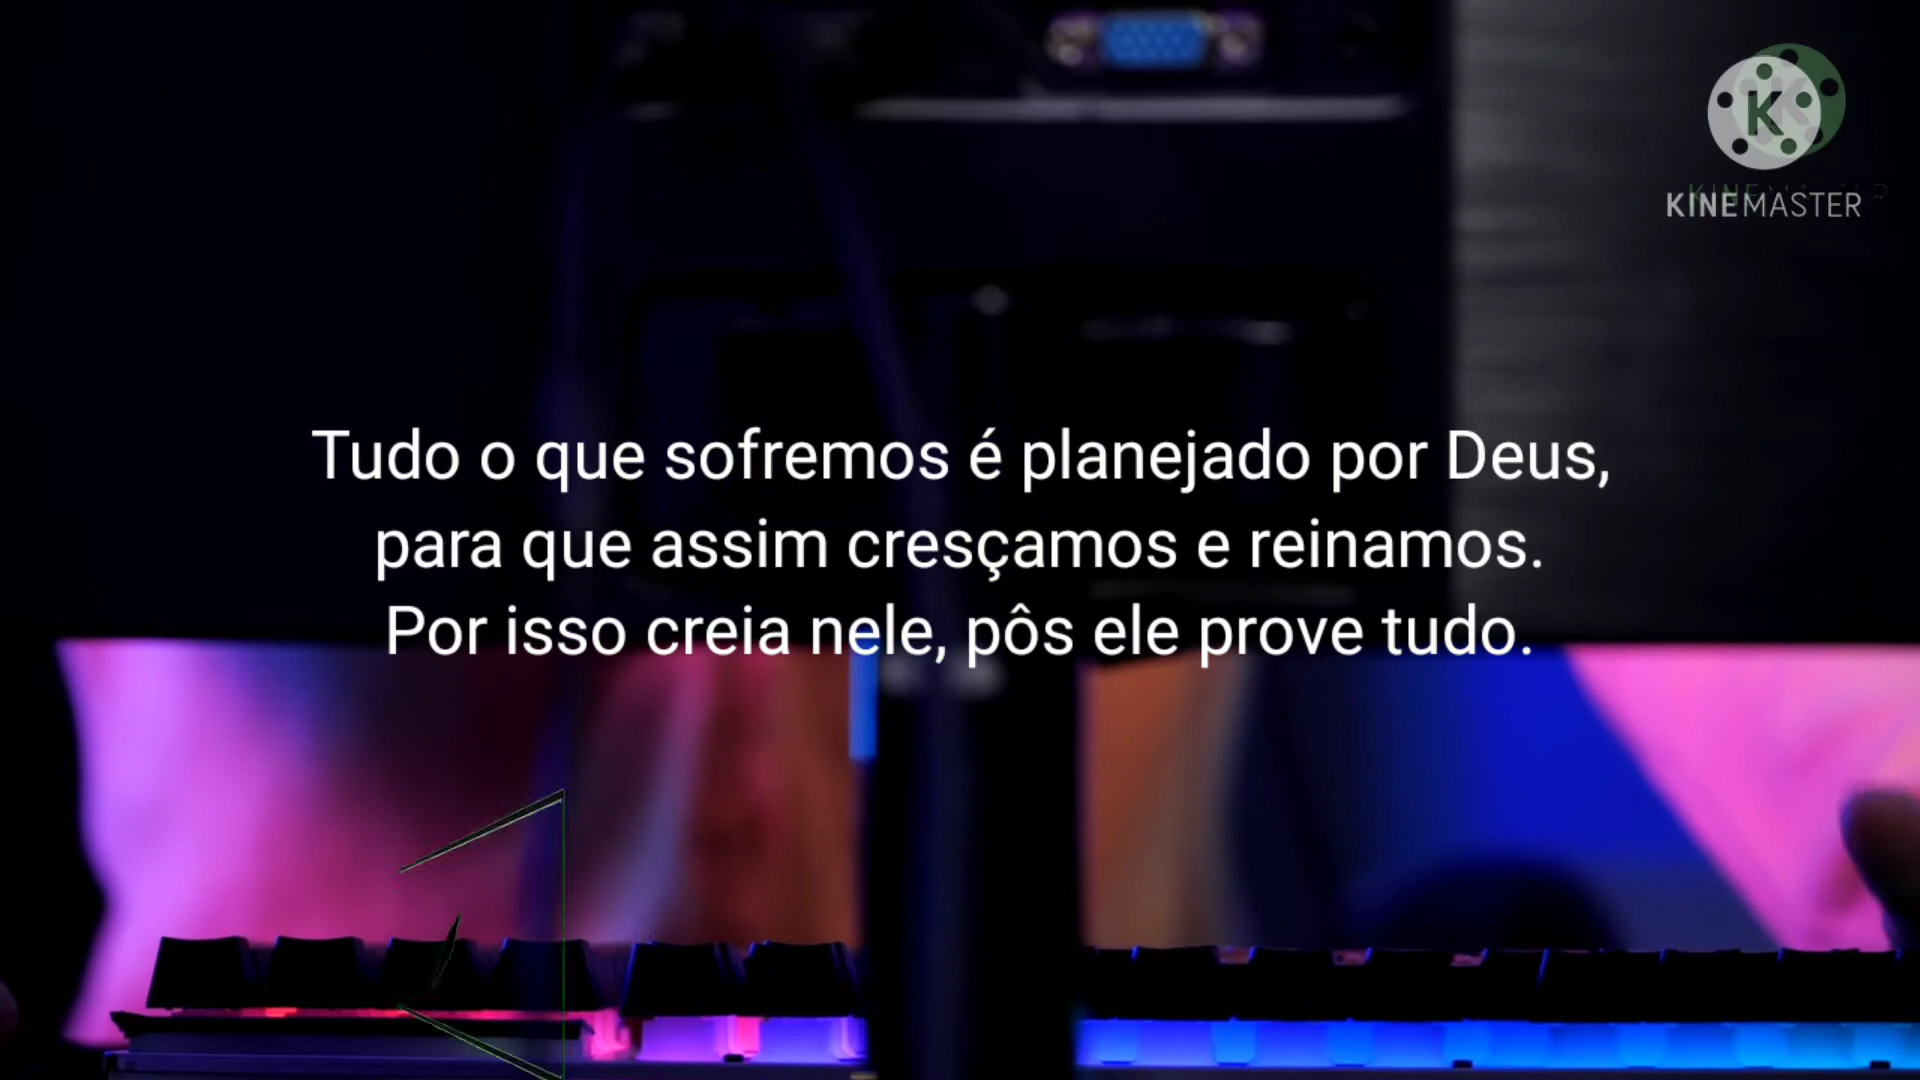 K
KINEMASTER
Tudo o que sofremos é planejado por Deus,
para que assim cresçamos e reinamos.
Por isso creia nele, pôs ele prove tudo.